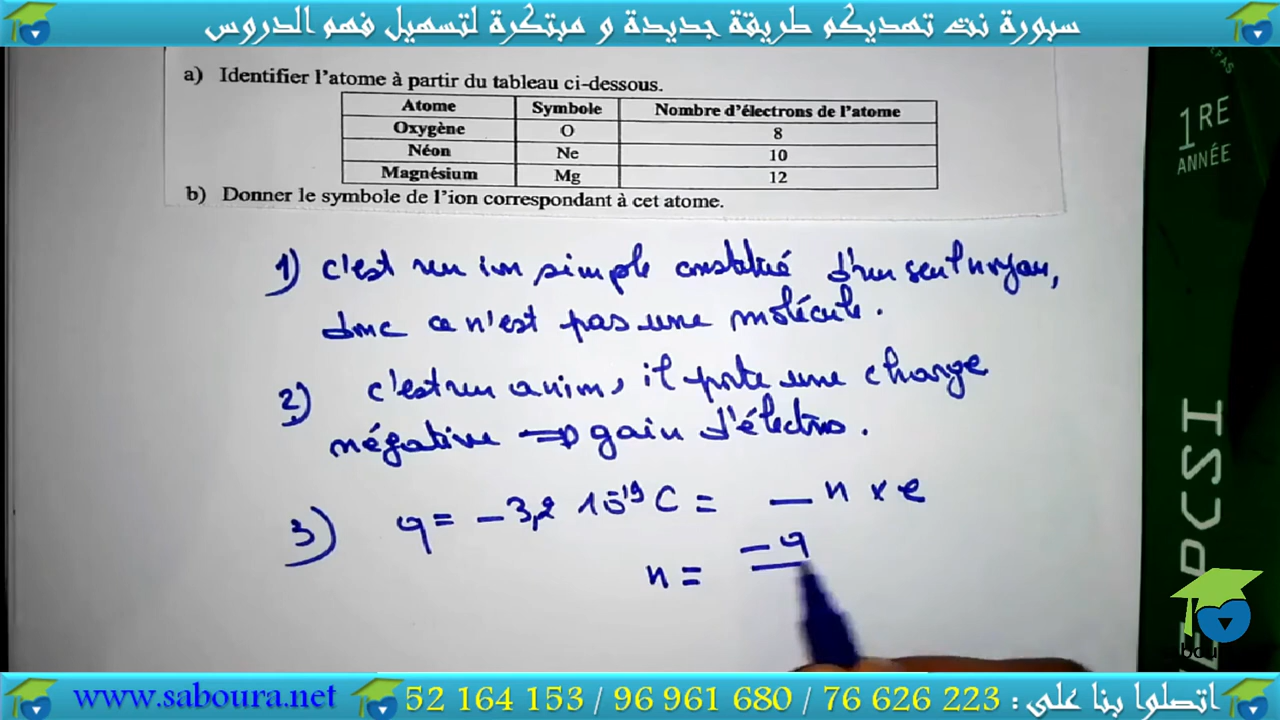 سبورة نت تهديكم طريقة جديدة و مبتكرة لتسهيل فهم الدروس
a) Identifier l'atome à partir du tableau ci-dessous.
Atome Symbole Nombre d'électrons de l'atome
Oxygène O 8
Néon Ne 10
Magnésium Mg 12
b) Donner le symbole de l'ion correspondant à cet atome.
1) c'est un ion simple constitué d'un seul noyau,
donc ce n'est pas une molécule.
2) c'est un anion, il porte une charge
négative ⇒ gain d'électrons.
3) q = - 3,2 10⁻¹⁹ C = - n × e
n = - q
1RE
ANNÉE
www.saboura.net 52 164 153 / 96 961 680 / 76 626 223 : اتصلوا بنا على